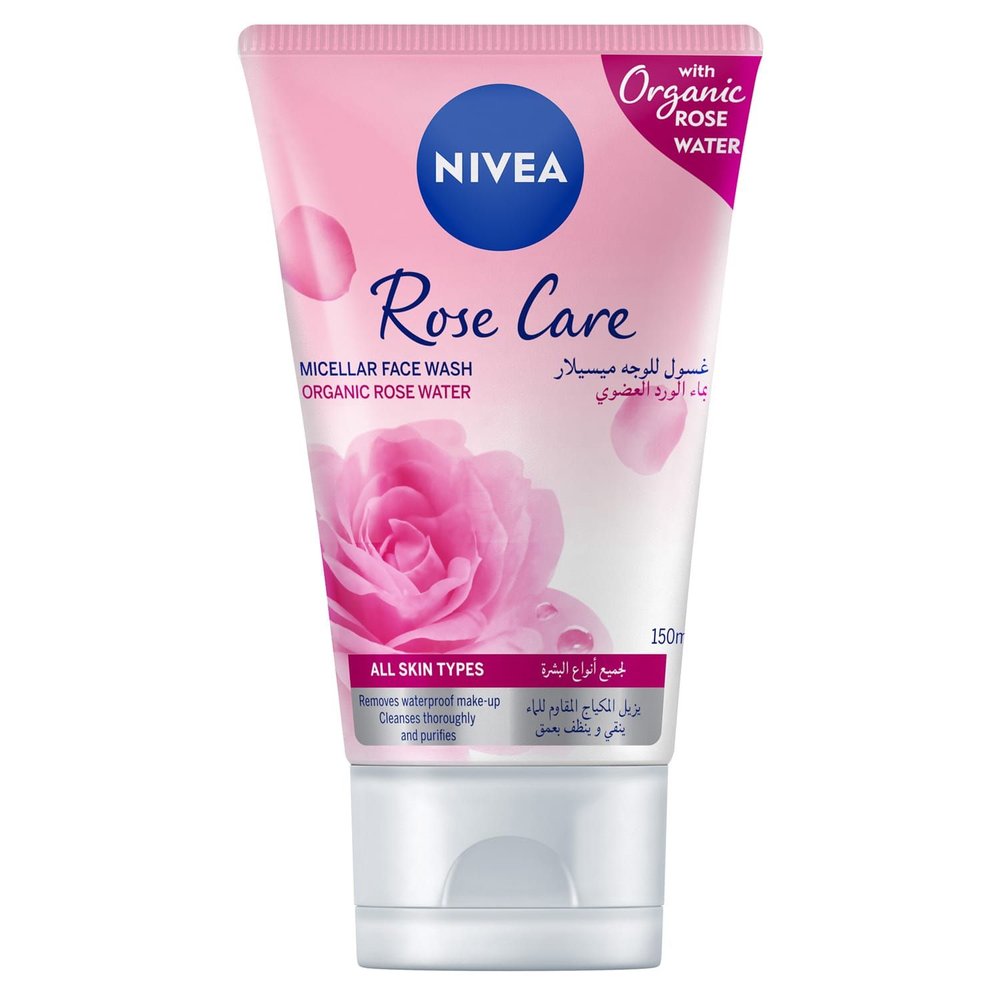 with
Organic
ROSE
WATER
NIVEA
Rose Care
MICELLAR FACE WASH
ORGANIC ROSE WATER
غسول للوجه ميسيلار
بماء الورد العضوي
150m
ALL SKIN TYPES
لجميع أنواع البشرة
Removes waterproof make-up
Cleanses thoroughly
and purifies
يزيل المكياج المقاوم للماء
ينقي و ينظف بعمق